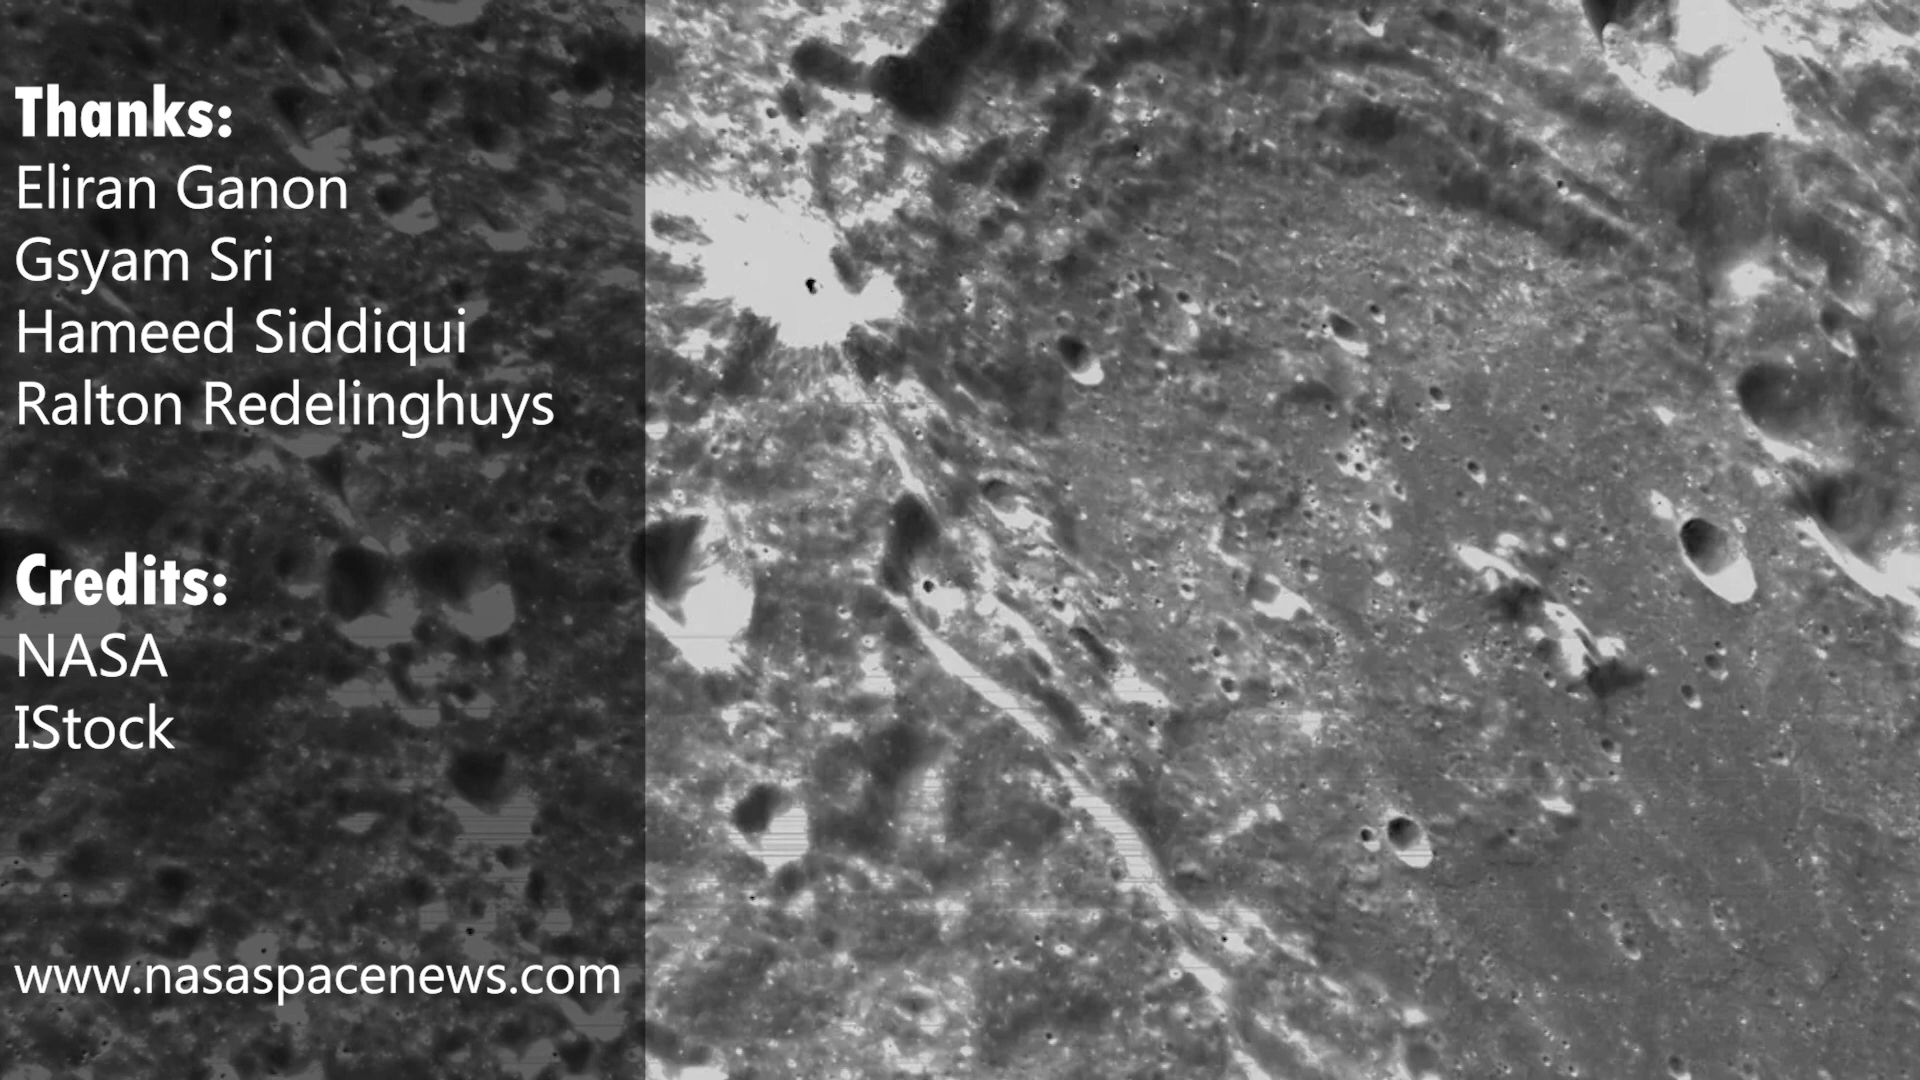 Thanks:
Eliran Ganon
Gsyam Sri
Hameed Siddiqui
Ralton Redelinghuys
Credits:
NASA
IStock
www.nasaspacenews.com